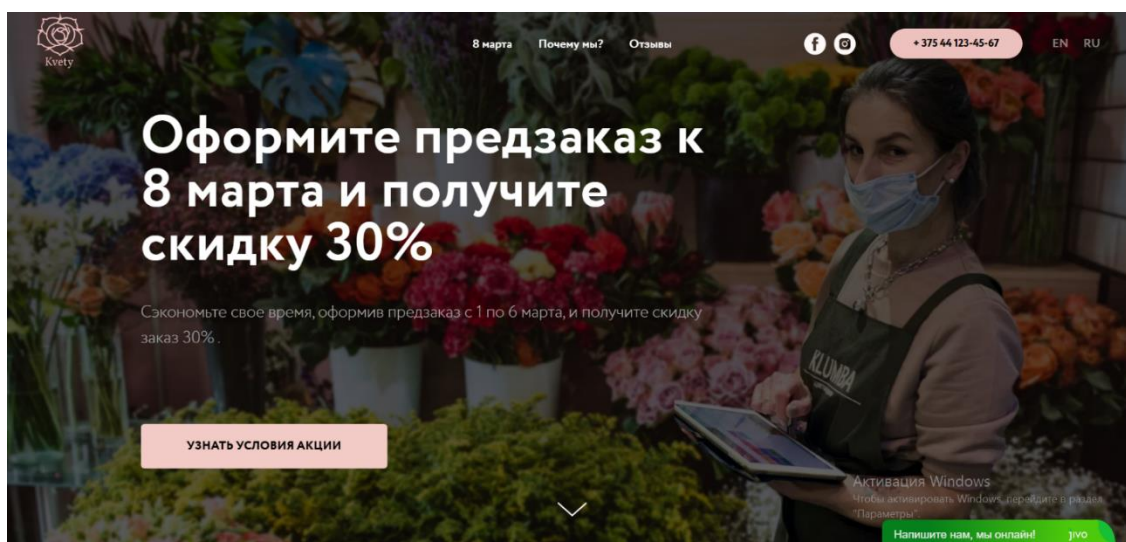 Kvety
8 марта Почему мы? Отзывы
+ 375 44 123-45-67
EN RU
Оформите предзаказ к
8 марта и получите
скидку 30%
Сэкономьте свое время, оформив предзаказ с 1 по 6 марта, и получите скидку
заказ 30% .
KLUMBA
УЗНАТЬ УСЛОВИЯ АКЦИИ
Активация Windows
Чтобы активировать Windows, перейдите в раздел
"Параметры".
Напишите нам, мы онлайн! jivo